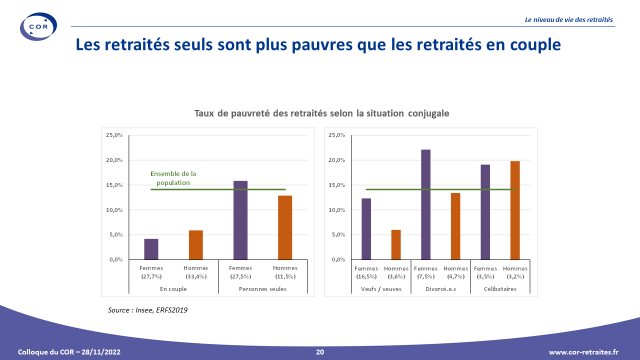 COR
Le niveau de vie des retraités
Les retraités seuls sont plus pauvres que les retraités en couple
Taux de pauvreté des retraités selon la situation conjugale
25,0%
20,0%
15,0%
10,0%
5,0%
0,0%
Ensemble de la
population
Femmes Hommes Femmes Hommes
(27,7%) (33,4%) (27,5%) (11,5%)
En couple Personnes seules
25,0%
20,0%
15,0%
10,0%
5,0%
0,0%
Femmes Hommes Femmes Hommes Femmes Hommes
(16,5%) (3,6%) (7,5%) (4,7%) (3,5%) (3,2%)
Veufs / veuves Divorcé.e.s Célibataires
Source : Insee, ERFS2019
Colloque du COR – 28/11/2022 20 www.cor-retraites.fr